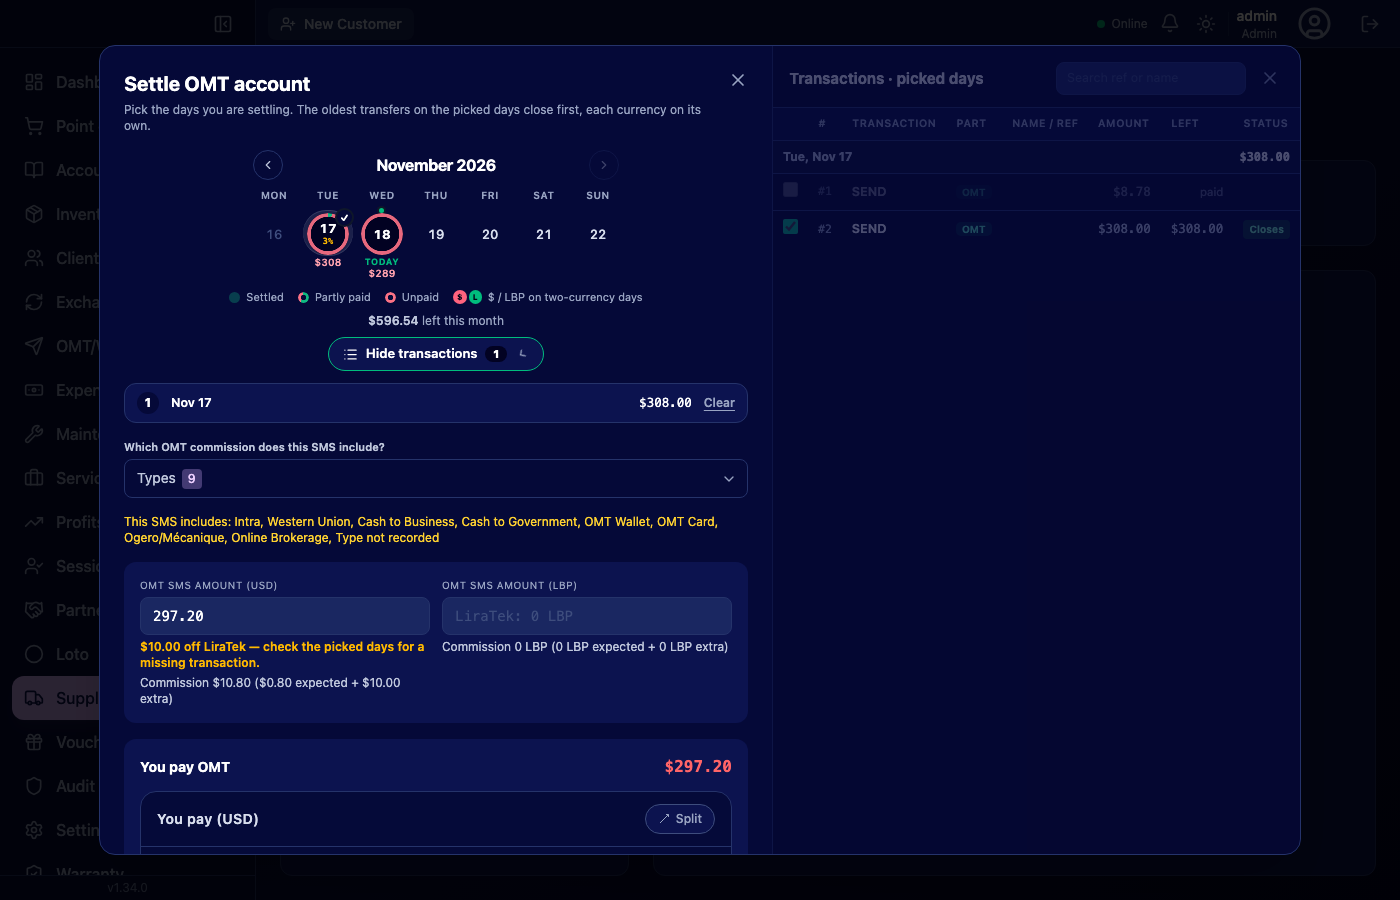 New Customer
Online
admin
Admin
Settle OMT account
Pick the days you are settling. The oldest transfers on the picked days close first, each currency on its
own.
November 2026
MON TUE WED THU FRI SAT SUN
16 17 18 19 20 21 22
3%
$308
TODAY
$289
Settled Partly paid Unpaid $ L $ / LBP on two-currency days
$596.54 left this month
Hide transactions 1
1 Nov 17 $308.00 Clear
Which OMT commission does this SMS include?
Types 9
This SMS includes: Intra, Western Union, Cash to Business, Cash to Government, OMT Wallet, OMT Card,
Ogero/Mécanique, Online Brokerage, Type not recorded
OMT SMS AMOUNT (USD)
297.20
$10.00 off LiraTek — check the picked days for a
missing transaction.
Commission $10.80 ($0.80 expected + $10.00
extra)
OMT SMS AMOUNT (LBP)
LiraTek: 0 LBP
Commission 0 LBP (0 LBP expected + 0 LBP extra)
You pay OMT $297.20
You pay (USD) Split
Transactions · picked days
Search ref or name
# TRANSACTION PART NAME / REF AMOUNT LEFT STATUS
Tue, Nov 17 $308.00
#1 SEND OMT $8.78 paid
#2 SEND OMT $308.00 $308.00 Closes
Dashb
Point
Accou
Invent
Client
Excha
OMT/W
Exper
Mainte
Servic
Profits
Sessic
Partne
Loto
Suppl
Vouch
Audit
Settin
Warranty
v1.34.0